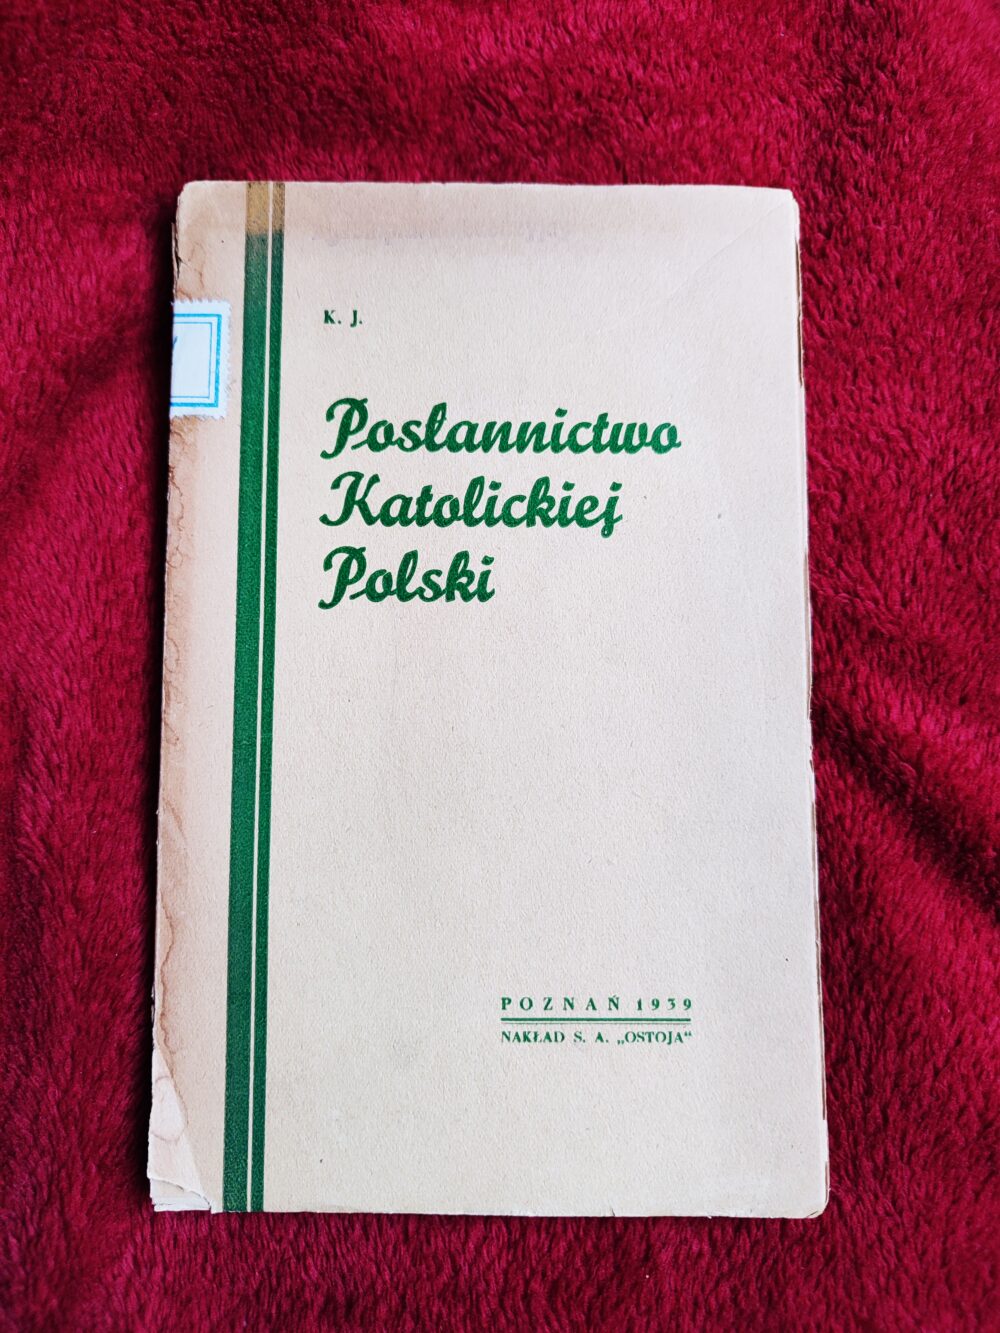 K. J.
Posłannictwo
Katolickiej
Polski
POZNAŃ 1939
NAKŁAD S. A. „OSTOJA“